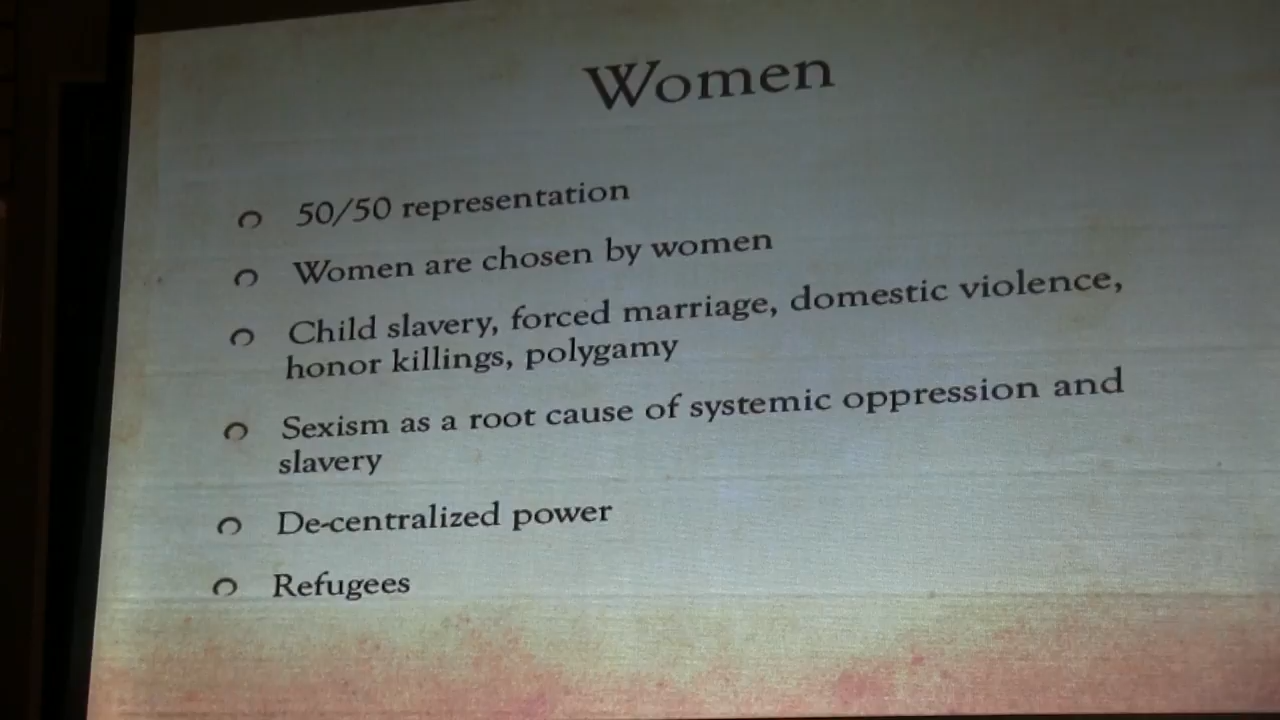 Women
50/50 representation
Women are chosen by women
Child slavery, forced marriage, domestic violence,
honor killings, polygamy
Sexism as a root cause of systemic oppression and
slavery
De-centralized power
Refugees